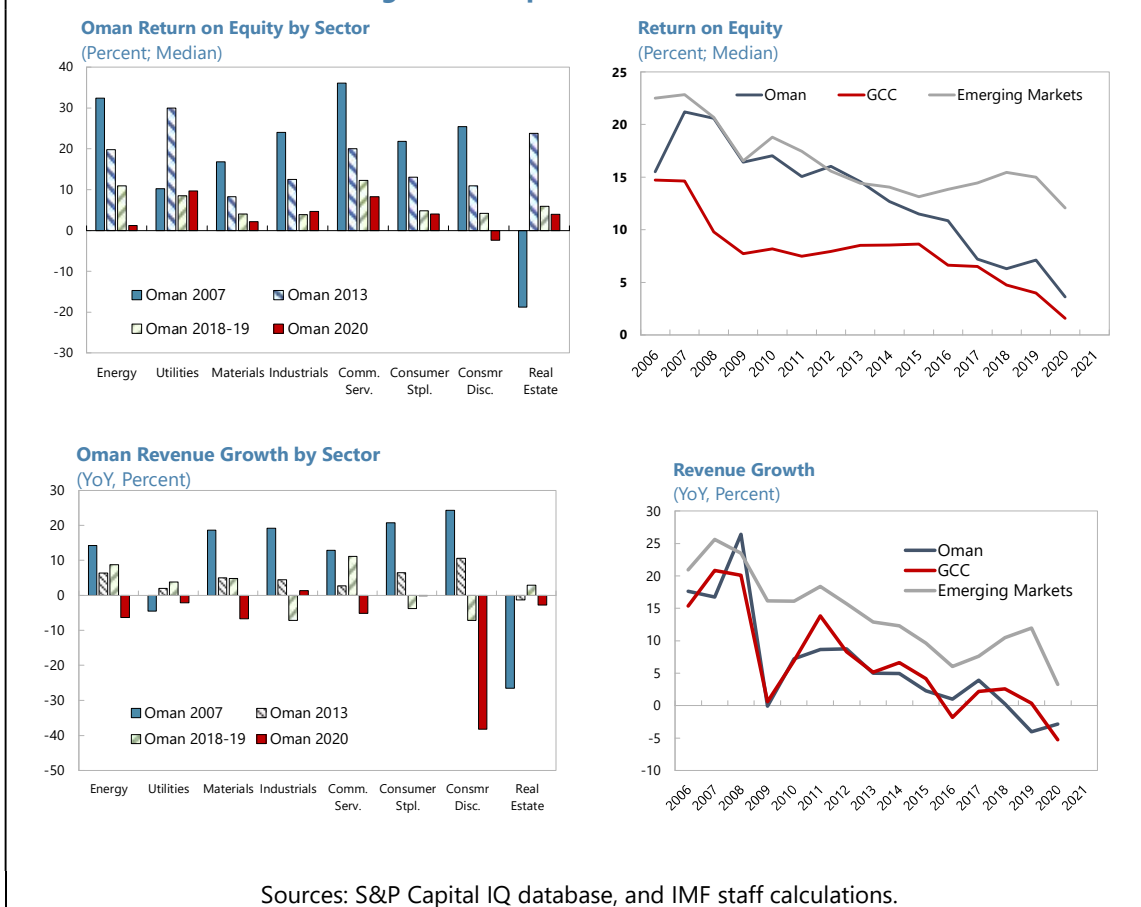 Oman Return on Equity by Sector
(Percent; Median)
40
30
20
10
0
-10
-20
-30
Oman 2007
Oman 2013
Oman 2018-19
Oman 2020
Energy
Utilities
Materials
Industrials
Comm. Serv.
Consumer Stpl.
Consmr Disc.
Real Estate
Return on Equity
(Percent; Median)
25
20
15
10
5
0
Oman
GCC
Emerging Markets
2006
2007
2008
2009
2010
2011
2012
2013
2014
2015
2016
2017
2018
2019
2020
2021
Oman Revenue Growth by Sector
(YoY, Percent)
30
20
10
0
-10
-20
-30
-40
-50
Oman 2007
Oman 2013
Oman 2018-19
Oman 2020
Energy
Utilities
Materials
Industrials
Comm. Serv.
Consumer Stpl.
Consmr Disc.
Real Estate
Revenue Growth
(YoY, Percent)
30
25
20
15
10
5
0
-5
-10
Oman
GCC
Emerging Markets
2006
2007
2008
2009
2010
2011
2012
2013
2014
2015
2016
2017
2018
2019
2020
2021
Sources: S&P Capital IQ database, and IMF staff calculations.